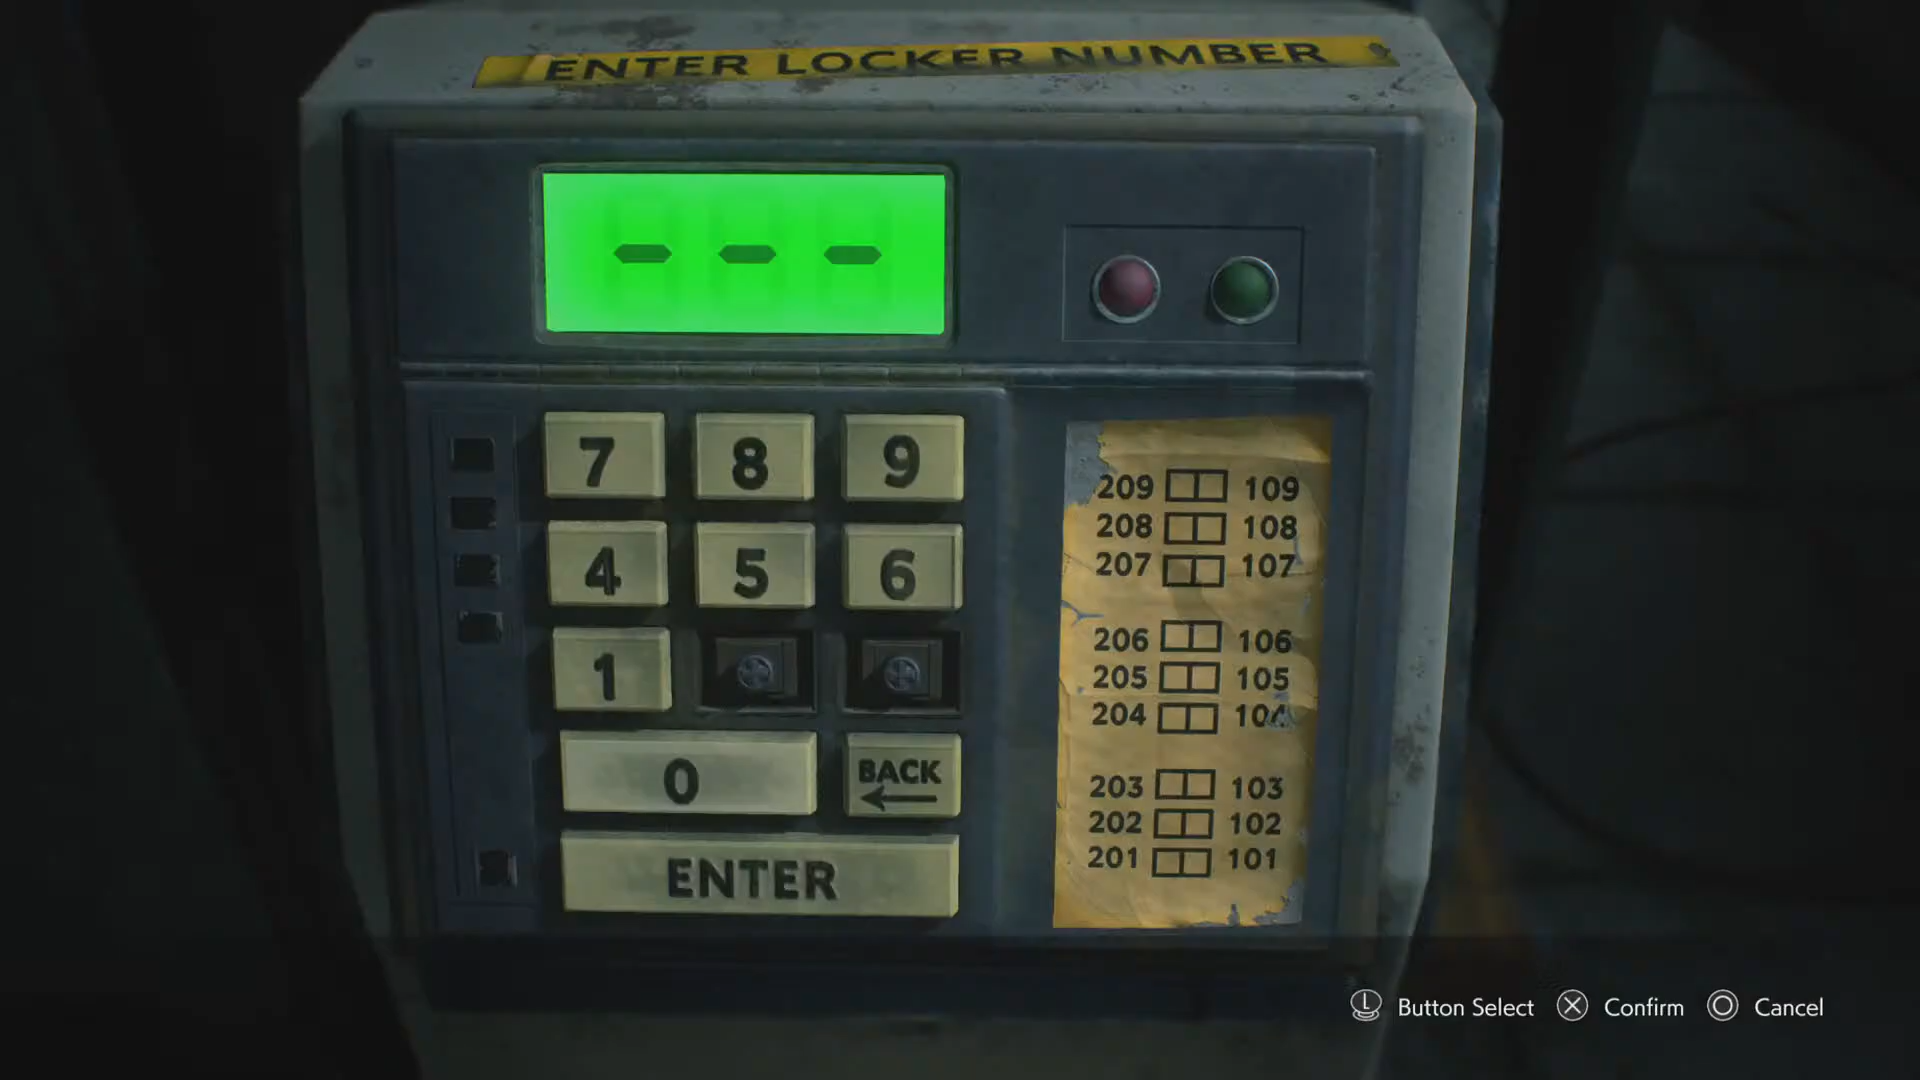 ENTER LOCKER NUMBER
7 8 9
4 5 6
1
0 BACK
ENTER
209 109
208 108
207 107
206 106
205 105
204 104
203 103
202 102
201 101
L Button Select Confirm Cancel